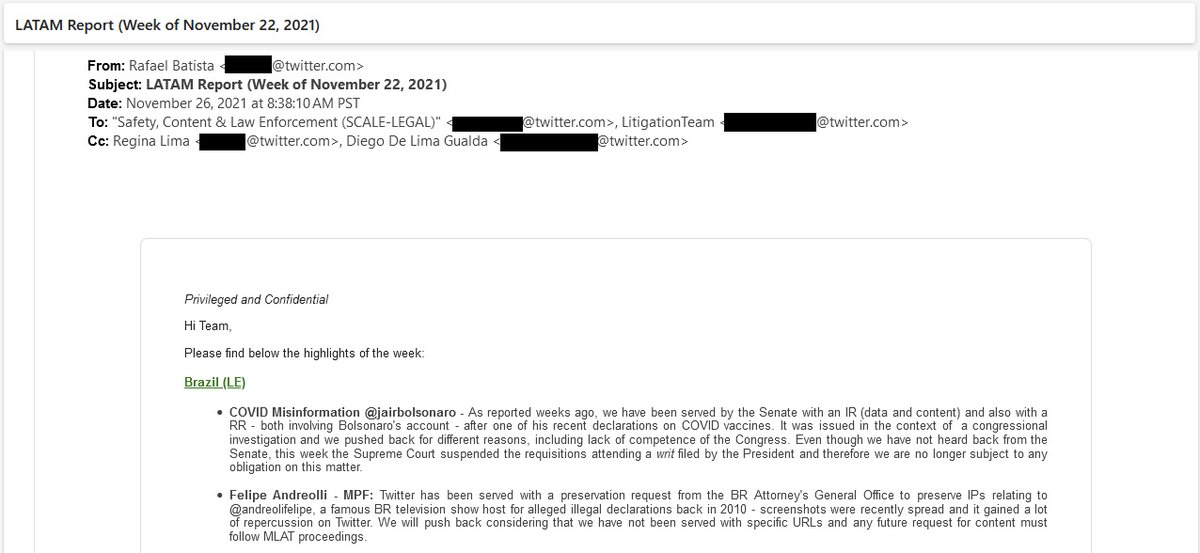 LATAM Report (Week of November 22, 2021)
From: Rafael Batista < @twitter.com>
Subject: LATAM Report (Week of November 22, 2021)
Date: November 26, 2021 at 8:38:10 AM PST
To: "Safety, Content & Law Enforcement (SCALE-LEGAL)" < @twitter.com>, LitigationTeam < @twitter.com>
Cc: Regina Lima < @twitter.com>, Diego De Lima Gualda < @twitter.com>
Privileged and Confidential
Hi Team,
Please find below the highlights of the week:
Brazil (LE)
• COVID Misinformation @jairbolsonaro - As reported weeks ago, we have been served by the Senate with an IR (data and content) and also with a
RR - both involving Bolsonaro's account - after one of his recent declarations on COVID vaccines. It was issued in the context of a congressional
investigation and we pushed back for different reasons, including lack of competence of the Congress. Even though we have not heard back from the
Senate, this week the Supreme Court suspended the requisitions attending a writ filed by the President and therefore we are no longer subject to any
obligation on this matter.
• Felipe Andreolli - MPF: Twitter has been served with a preservation request from the BR Attorney's General Office to preserve IPs relating to
@andreolifelipe, a famous BR television show host for alleged illegal declarations back in 2010 - screenshots were recently spread and it gained a lot
of repercussion on Twitter. We will push back considering that we have not been served with specific URLs and any future request for content must
follow MLAT proceedings.